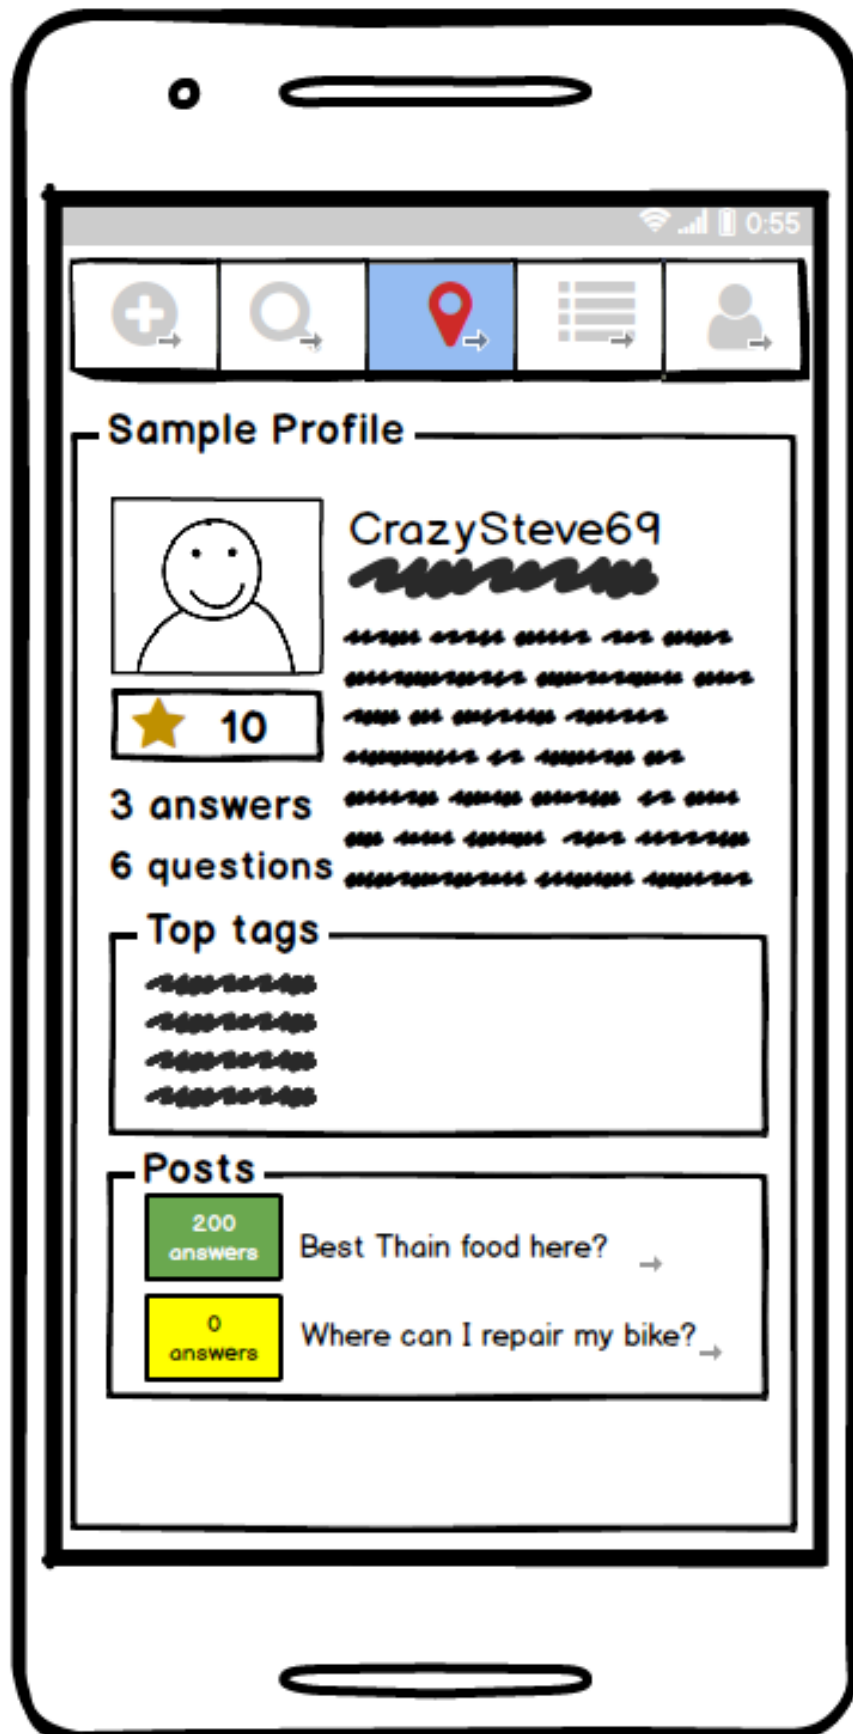 0:55
Sample Profile
CrazySteve69
10
3 answers
6 questions
Top tags
Posts
200
answers
Best Thain food here?
0
answers
Where can I repair my bike?